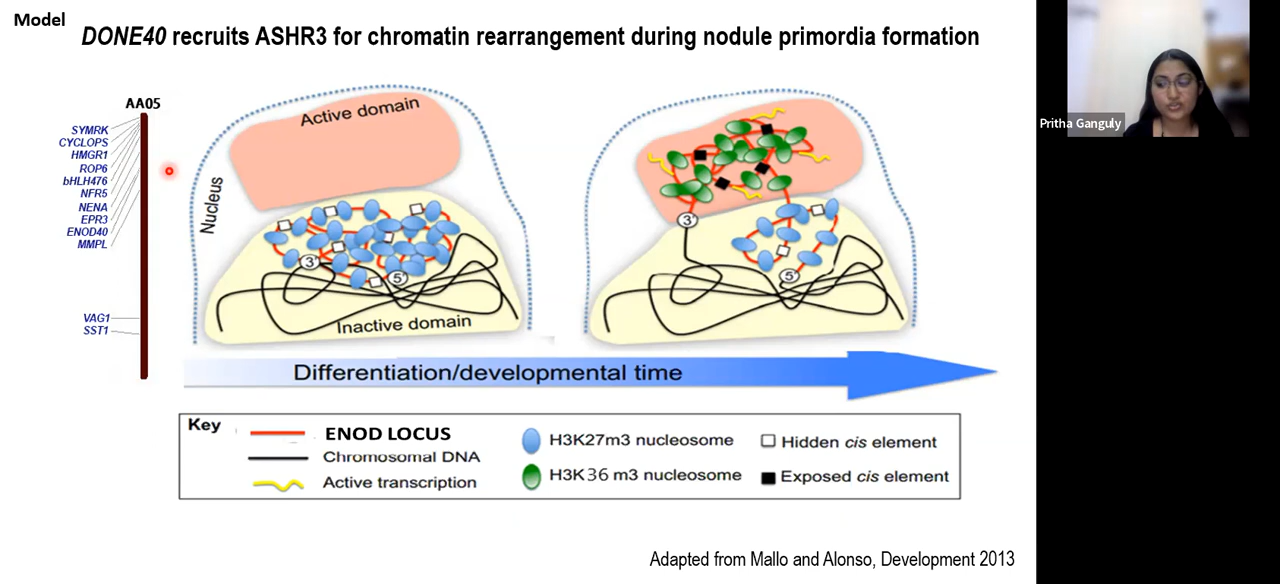 Model
DONE40 recruits ASHR3 for chromatin rearrangement during nodule primordia formation
Pritha Ganguly
AA05
SYMRK
CYCLOPS
HMGR1
ROP6
bHLH476
NFR5
NENA
EPR3
ENOD40
MMPL
VAG1
SST1
Nucleus
Active domain
3'
5'
Inactive domain
3'
5'
Differentiation/developmental time
Key
ENOD LOCUS
Chromosomal DNA
Active transcription
H3K27m3 nucleosome
H3K36 m3 nucleosome
Hidden cis element
Exposed cis element
Adapted from Mallo and Alonso, Development 2013